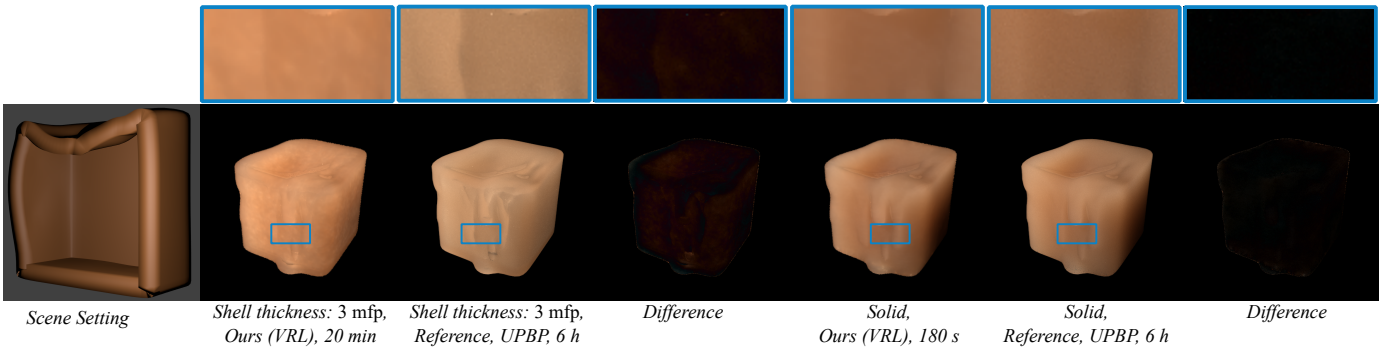 Scene Setting
Shell thickness: 3 mfp,
Ours (VRL), 20 min
Shell thickness: 3 mfp,
Reference, UPBP, 6 h
Difference
Solid,
Ours (VRL), 180 s
Solid,
Reference, UPBP, 6 h
Difference